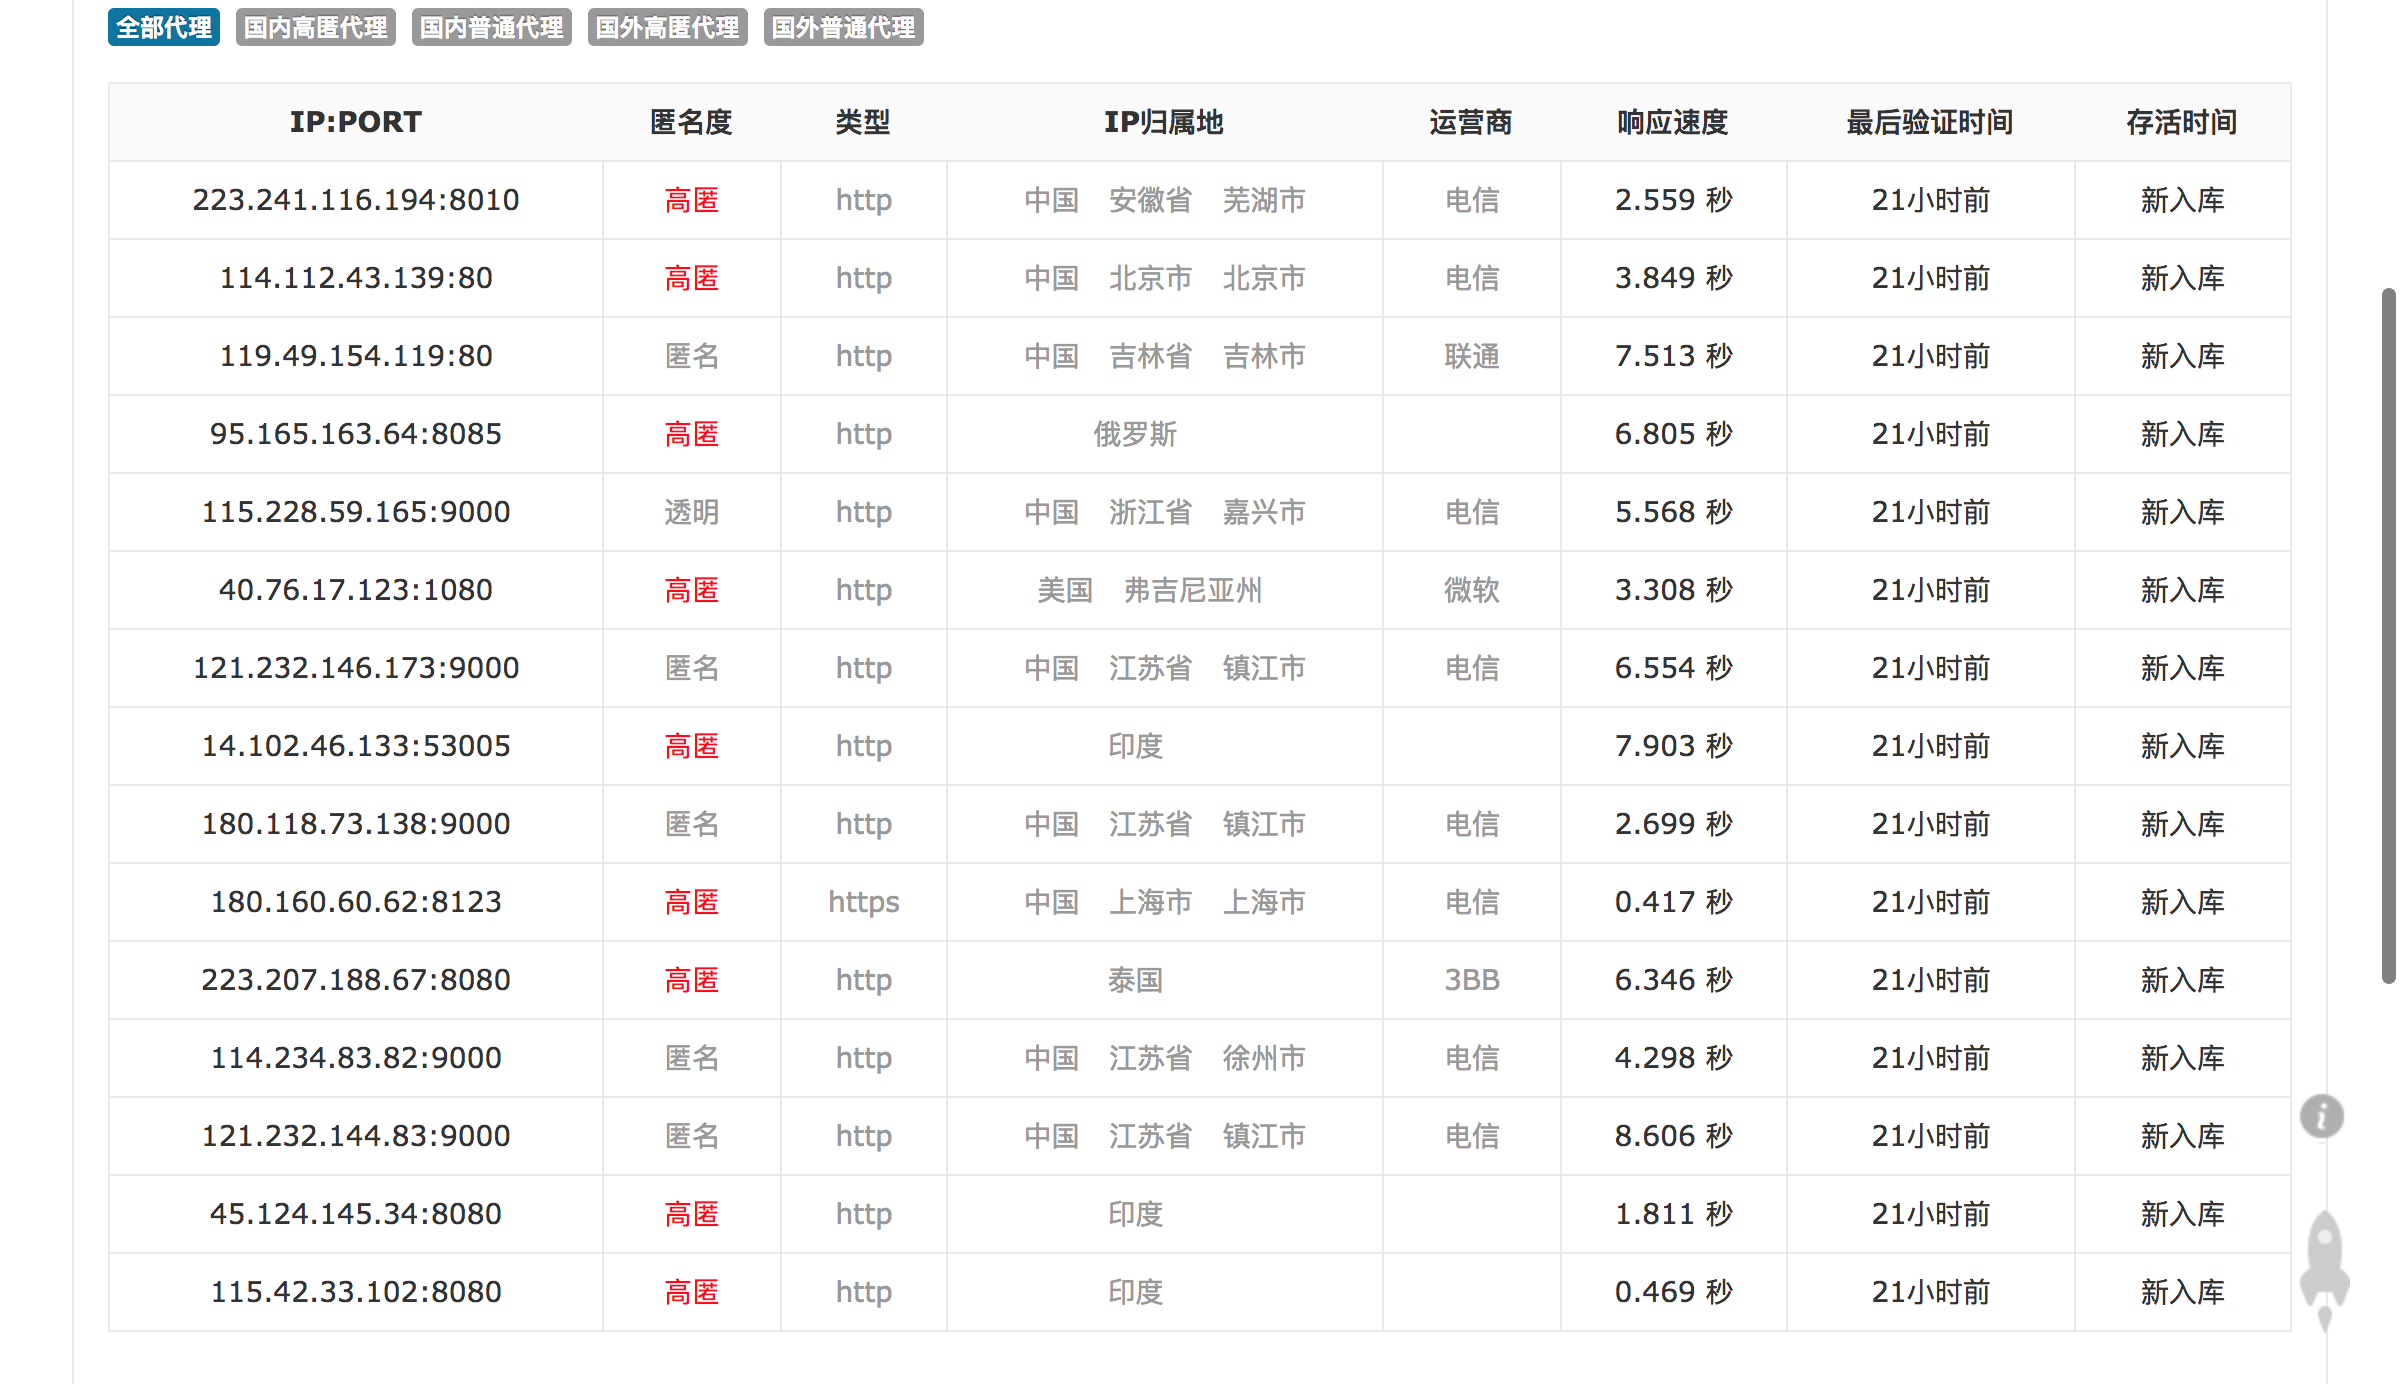 全部代理 国内高匿代理 国内普通代理 国外高匿代理 国外普通代理
IP:PORT 匿名度 类型 IP归属地 运营商 响应速度 最后验证时间 存活时间
223.241.116.194:8010 高匿 http 中国 安徽省 芜湖市 电信 2.559 秒 21小时前 新入库
114.112.43.139:80 高匿 http 中国 北京市 北京市 电信 3.849 秒 21小时前 新入库
119.49.154.119:80 匿名 http 中国 吉林省 吉林市 联通 7.513 秒 21小时前 新入库
95.165.163.64:8085 高匿 http 俄罗斯 6.805 秒 21小时前 新入库
115.228.59.165:9000 透明 http 中国 浙江省 嘉兴市 电信 5.568 秒 21小时前 新入库
40.76.17.123:1080 高匿 http 美国 弗吉尼亚州 微软 3.308 秒 21小时前 新入库
121.232.146.173:9000 匿名 http 中国 江苏省 镇江市 电信 6.554 秒 21小时前 新入库
14.102.46.133:53005 高匿 http 印度 7.903 秒 21小时前 新入库
180.118.73.138:9000 匿名 http 中国 江苏省 镇江市 电信 2.699 秒 21小时前 新入库
180.160.60.62:8123 高匿 https 中国 上海市 上海市 电信 0.417 秒 21小时前 新入库
223.207.188.67:8080 高匿 http 泰国 3BB 6.346 秒 21小时前 新入库
114.234.83.82:9000 匿名 http 中国 江苏省 徐州市 电信 4.298 秒 21小时前 新入库
121.232.144.83:9000 匿名 http 中国 江苏省 镇江市 电信 8.606 秒 21小时前 新入库
45.124.145.34:8080 高匿 http 印度 1.811 秒 21小时前 新入库
115.42.33.102:8080 高匿 http 印度 0.469 秒 21小时前 新入库